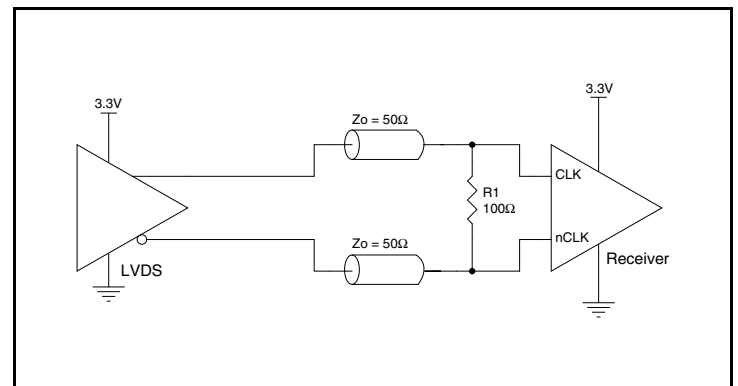 3.3V
LVDS
Zo = 50Ω
Zo = 50Ω
R1
100Ω
3.3V
CLK
nCLK
Receiver